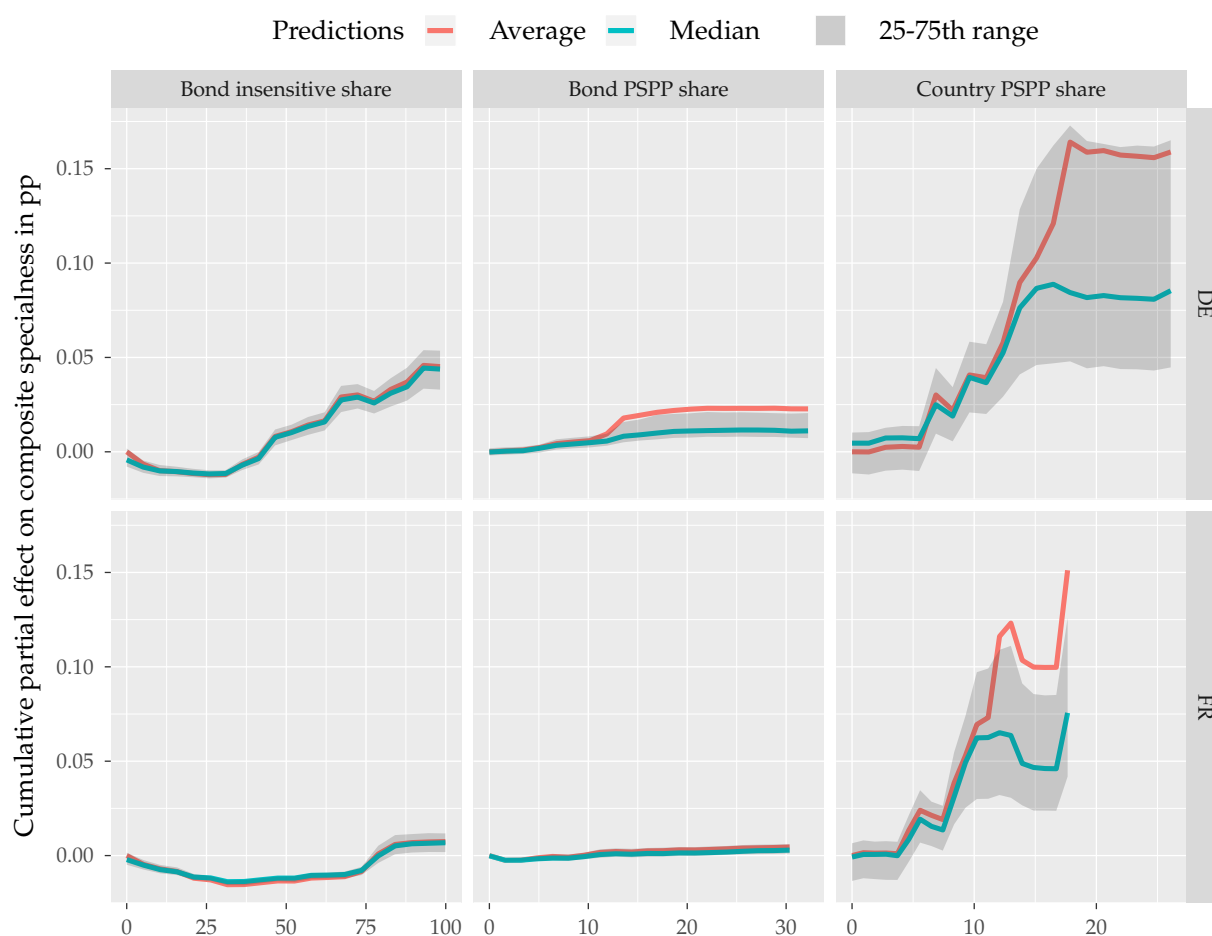 Predictions Average Median 25-75th range
Bond insensitive share Bond PSPP share Country PSPP share
Cumulative partial effect on composite specialness in pp
0.15
0.10
0.05
0.00
DE
0.15
0.10
0.05
0.00
FR
0 25 50 75 100 0 10 20 30 0 10 20